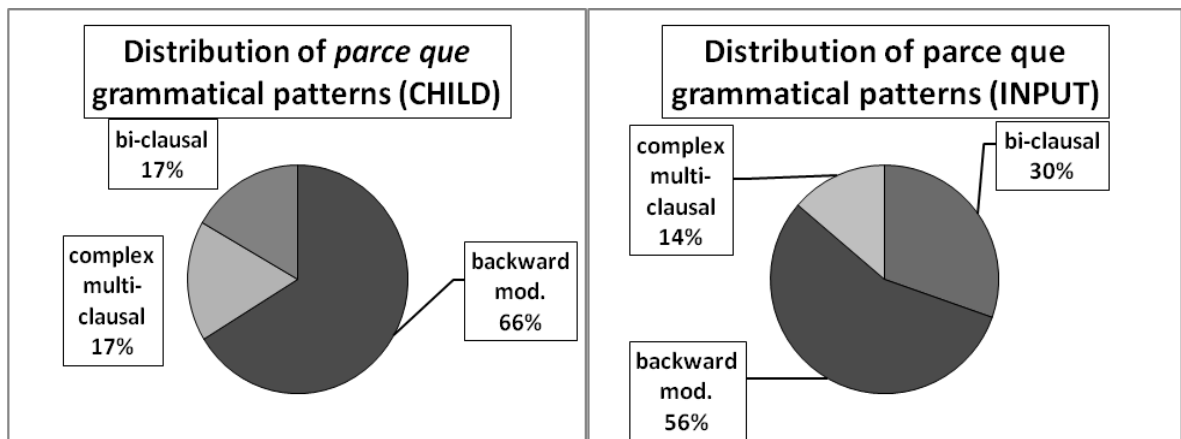 Distribution of parce que
grammatical patterns (CHILD)
bi-clausal
17%
complex
multi-
clausal
17%
backward
mod.
66%
Distribution of parce que
grammatical patterns (INPUT)
complex
multi-
clausal
14%
bi-clausal
30%
backward
mod.
56%